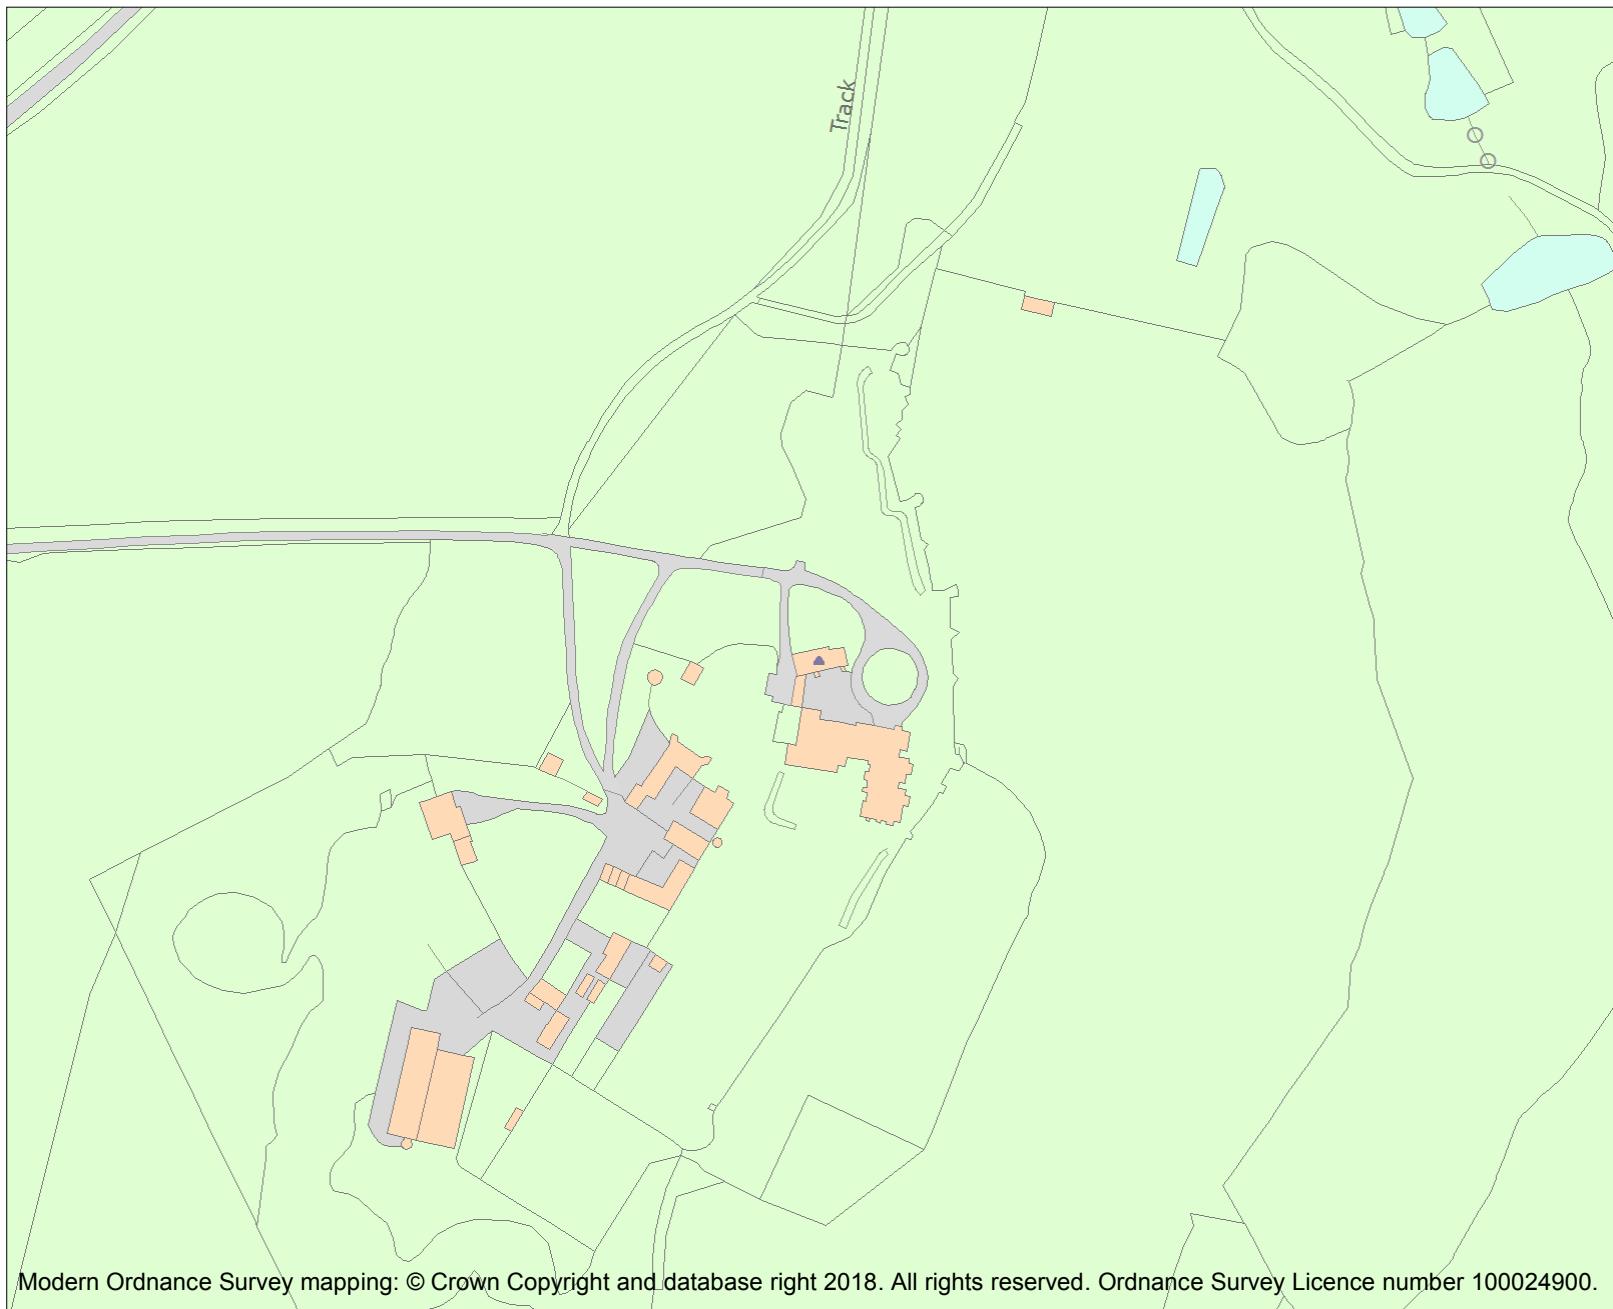 Track
Modern Ordnance Survey mapping: © Crown Copyright and database right 2018. All rights reserved. Ordnance Survey Licence number 100024900.